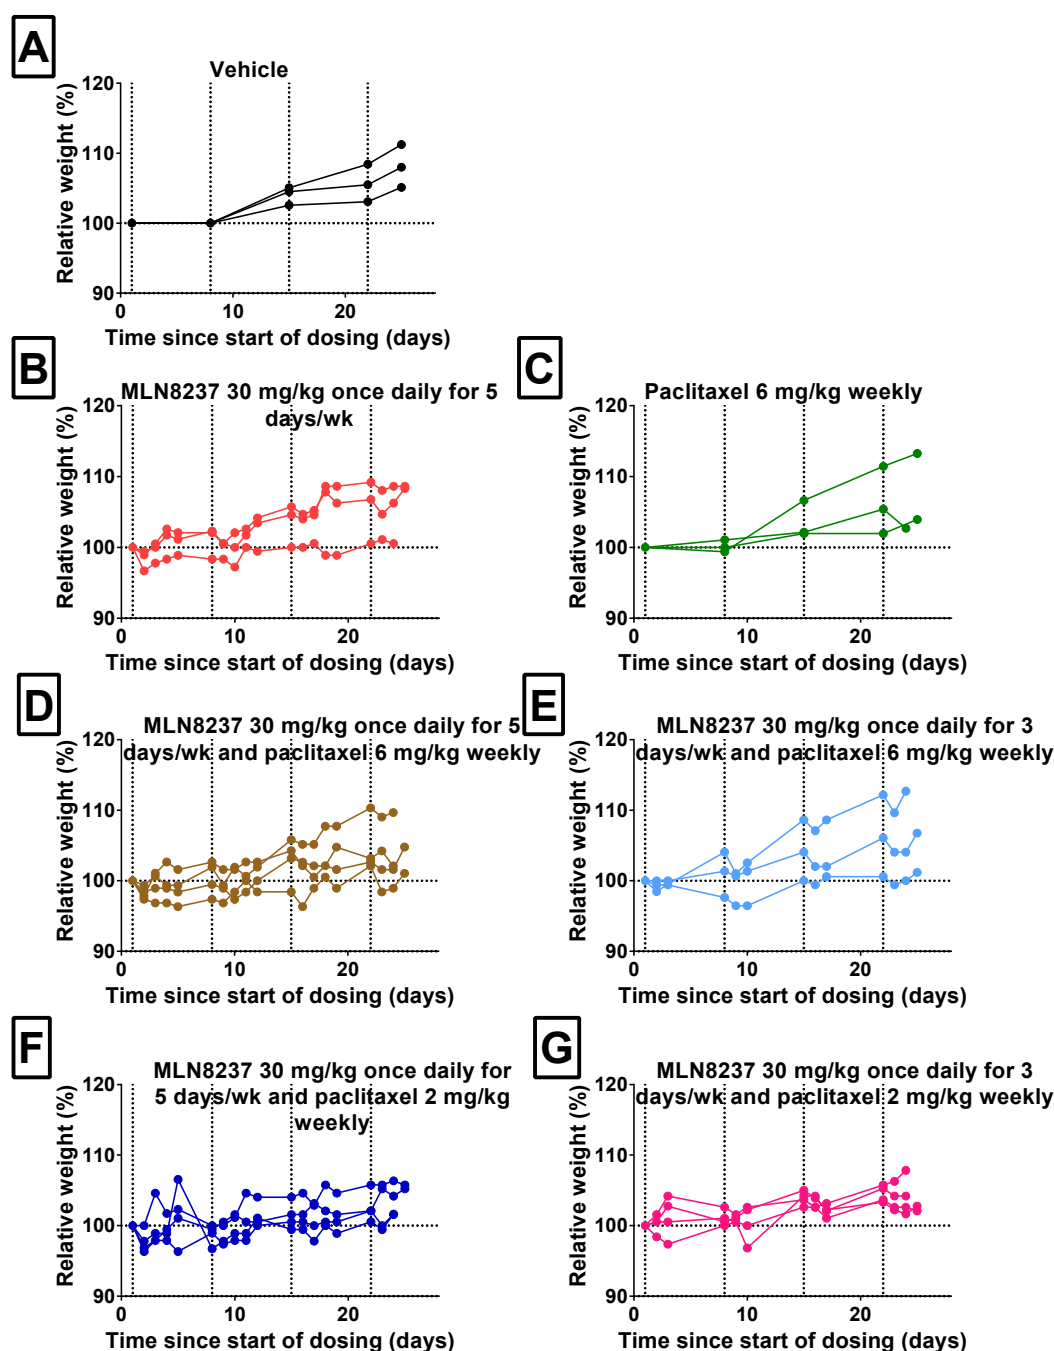 A
Vehicle
Relative weight (%)
120
110
100
90
0 10 20
Time since start of dosing (days)
B
MLN8237 30 mg/kg once daily for 5
days/wk
Relative weight (%)
120
110
100
90
0 10 20
Time since start of dosing (days)
C
Paclitaxel 6 mg/kg weekly
Relative weight (%)
120
110
100
90
0 10 20
Time since start of dosing (days)
D
MLN8237 30 mg/kg once daily for 5
days/wk and paclitaxel 6 mg/kg weekly
Relative weight (%)
120
110
100
90
0 10 20
Time since start of dosing (days)
E
MLN8237 30 mg/kg once daily for 3
days/wk and paclitaxel 6 mg/kg weekly
Relative weight (%)
120
110
100
90
0 10 20
Time since start of dosing (days)
F
MLN8237 30 mg/kg once daily for
5 days/wk and paclitaxel 2 mg/kg
weekly
Relative weight (%)
120
110
100
90
0 10 20
Time since start of dosing (days)
G
MLN8237 30 mg/kg once daily for 3
days/wk and paclitaxel 2 mg/kg weekly
Relative weight (%)
120
110
100
90
0 10 20
Time since start of dosing (days)